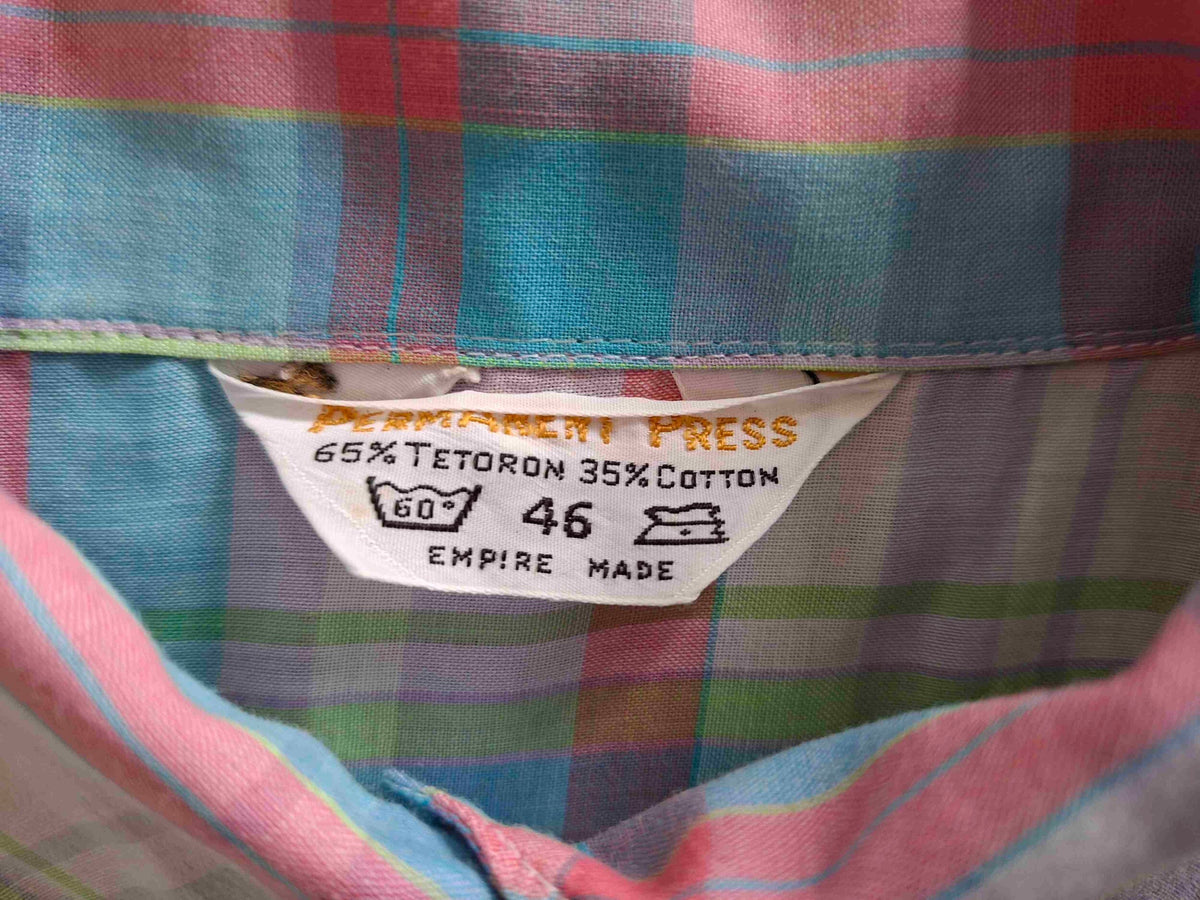 PERMANENT PRESS
65% TETORON 35% COTTON
60° 46
EMPIRE MADE